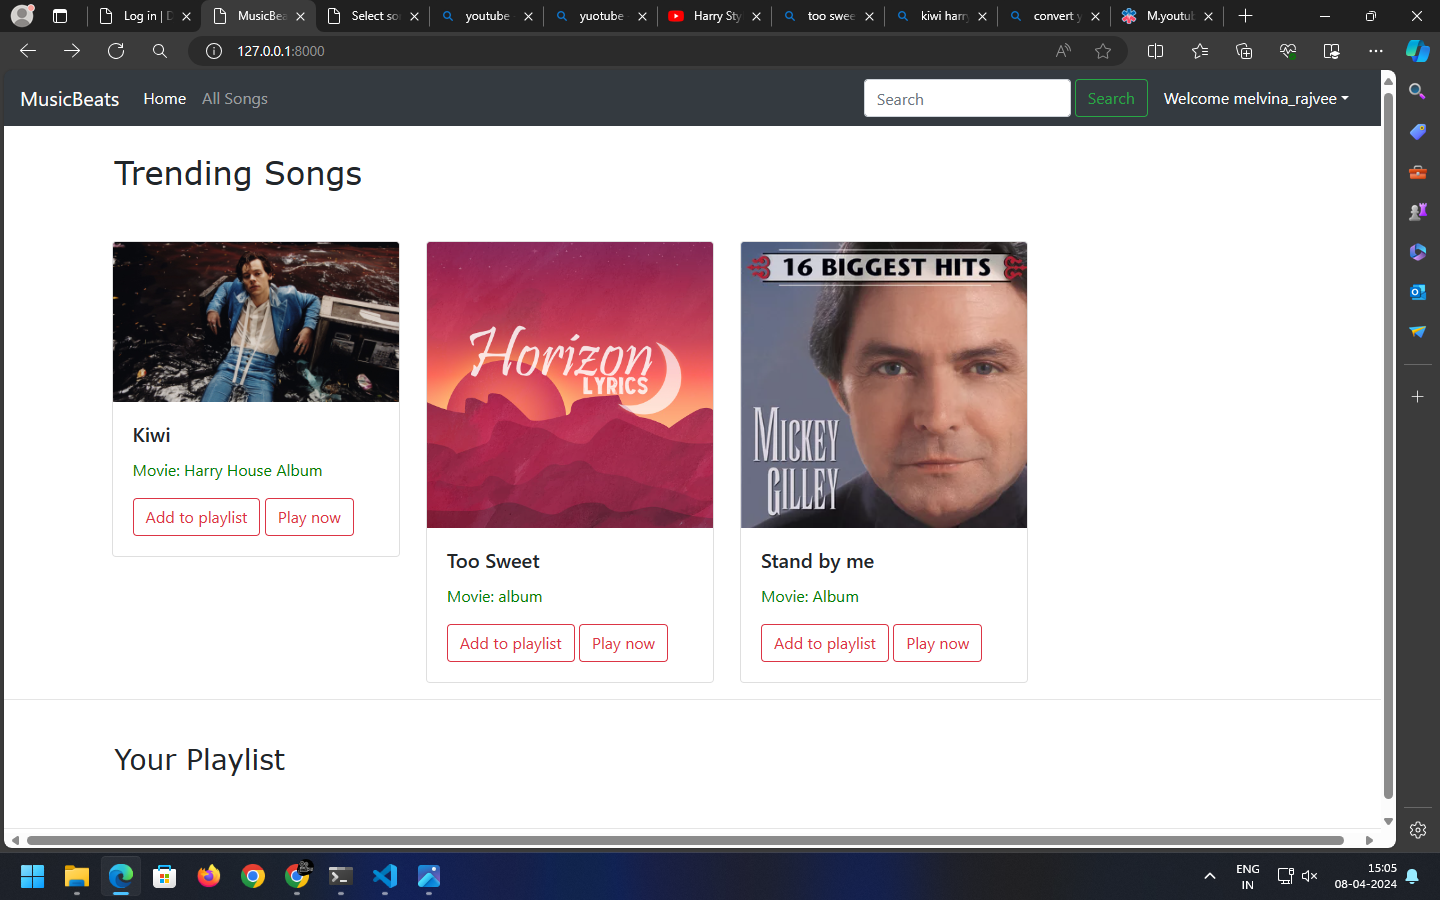 Log in | D
MusicBea
Select so
youtube
yuotube
Harry Sty
too swee
kiwi harry
convert y
M.youtub
127.0.0.1:8000
MusicBeats
Home
All Songs
Search
Search
Welcome melvina_rajvee
Trending Songs
Horizon
LYRICS
16 BIGGEST HITS
MICKEY
GILLEY
Kiwi
Movie: Harry House Album
Add to playlist
Play now
Too Sweet
Movie: album
Add to playlist
Play now
Stand by me
Movie: Album
Add to playlist
Play now
Your Playlist
ENG
IN
15:05
08-04-2024